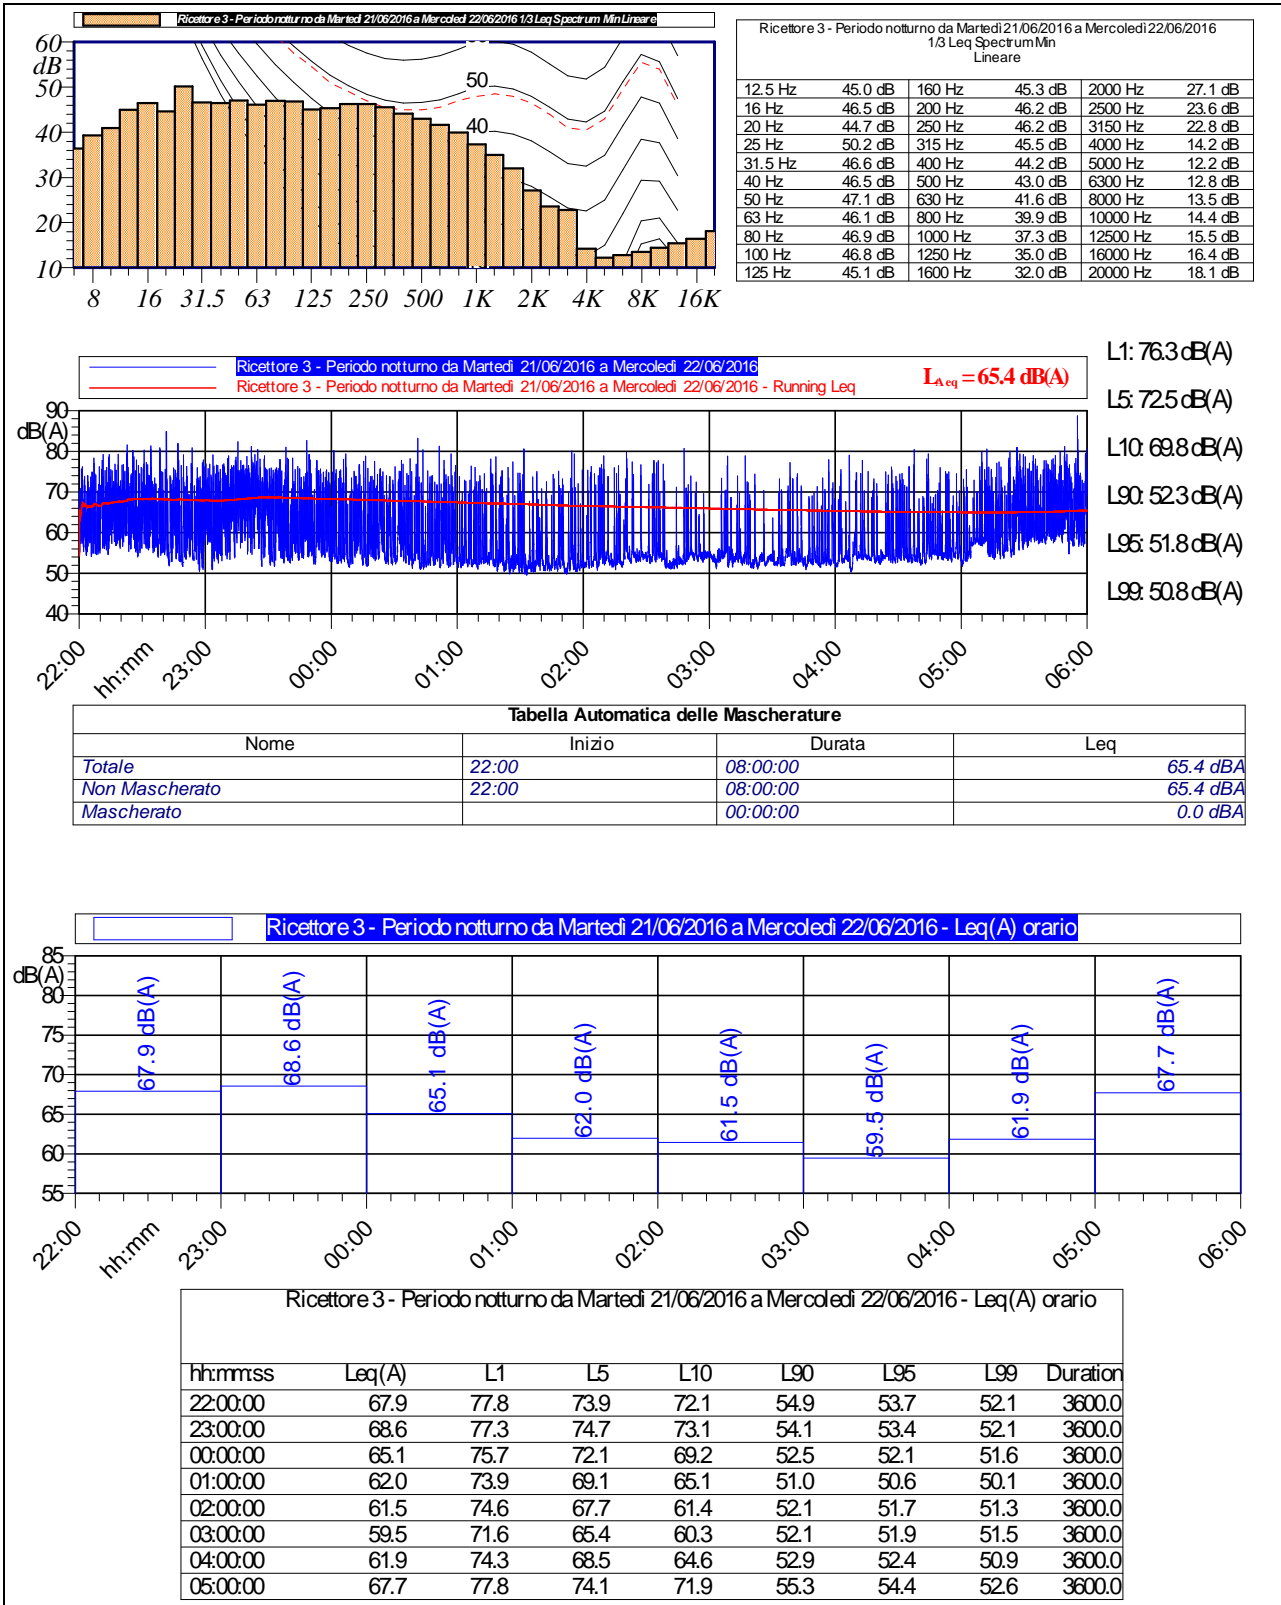 Ricettore 3 - Periodo notturno da Martedì 21/06/2016 a Mercoledì 22/06/2016 1/3 Leq Spectrum Min Lineare
60
dB
50
40
30
20
10
50
40
8 16 31.5 63 125 250 500 1K 2K 4K 8K 16K
Ricettore 3 - Periodo notturno da Martedì 21/06/2016 a Mercoledì 22/06/2016
1/3 Leq Spectrum Min
Lineare
12.5 Hz 45.0 dB 160 Hz 45.3 dB 2000 Hz 27.1 dB
16 Hz 46.5 dB 200 Hz 46.2 dB 2500 Hz 23.6 dB
20 Hz 44.7 dB 250 Hz 46.2 dB 3150 Hz 22.8 dB
25 Hz 50.2 dB 315 Hz 45.5 dB 4000 Hz 14.2 dB
31.5 Hz 46.6 dB 400 Hz 44.2 dB 5000 Hz 12.2 dB
40 Hz 46.5 dB 500 Hz 43.0 dB 6300 Hz 12.8 dB
50 Hz 47.1 dB 630 Hz 41.6 dB 8000 Hz 13.5 dB
63 Hz 46.1 dB 800 Hz 39.9 dB 10000 Hz 14.4 dB
80 Hz 46.9 dB 1000 Hz 37.3 dB 12500 Hz 15.5 dB
100 Hz 46.8 dB 1250 Hz 35.0 dB 16000 Hz 16.4 dB
125 Hz 45.1 dB 1600 Hz 32.0 dB 20000 Hz 18.1 dB
Ricettore 3 - Periodo notturno da Martedì 21/06/2016 a Mercoledì 22/06/2016
Ricettore 3 - Periodo notturno da Martedì 21/06/2016 a Mercoledì 22/06/2016 - Running Leq
LA eq = 65.4 dB(A)
90
dB(A)
80
70
60
50
40
22:00 hh:mm 23:00 00:00 01:00 02:00 03:00 04:00 05:00 06:00
L1: 76.3 dB(A)
L5: 72.5 dB(A)
L10: 69.8 dB(A)
L90: 52.3 dB(A)
L95: 51.8 dB(A)
L99: 50.8 dB(A)
Tabella Automatica delle Mascherature
Nome Inizio Durata Leq
Totale 22:00 08:00:00 65.4 dBA
Non Mascherato 22:00 08:00:00 65.4 dBA
Mascherato 00:00:00 0.0 dBA
Ricettore 3 - Periodo notturno da Martedì 21/06/2016 a Mercoledì 22/06/2016 - Leq(A) orario
85
dB(A)
80
75
70
65
60
55
67.9 dB(A)
68.6 dB(A)
65.1 dB(A)
62.0 dB(A)
61.5 dB(A)
59.5 dB(A)
61.9 dB(A)
67.7 dB(A)
22:00 hh:mm 23:00 00:00 01:00 02:00 03:00 04:00 05:00 06:00
Ricettore 3 - Periodo notturno da Martedì 21/06/2016 a Mercoledì 22/06/2016 - Leq(A) orario
hh:mm:ss Leq(A) L1 L5 L10 L90 L95 L99 Duration
22:00:00 67.9 77.8 73.9 72.1 54.9 53.7 52.1 3600.0
23:00:00 68.6 77.3 74.7 73.1 54.1 53.4 52.1 3600.0
00:00:00 65.1 75.7 72.1 69.2 52.5 52.1 51.6 3600.0
01:00:00 62.0 73.9 69.1 65.1 51.0 50.6 50.1 3600.0
02:00:00 61.5 74.6 67.7 61.4 52.1 51.7 51.3 3600.0
03:00:00 59.5 71.6 65.4 60.3 52.1 51.9 51.5 3600.0
04:00:00 61.9 74.3 68.5 64.6 52.9 52.4 50.9 3600.0
05:00:00 67.7 77.8 74.1 71.9 55.3 54.4 52.6 3600.0